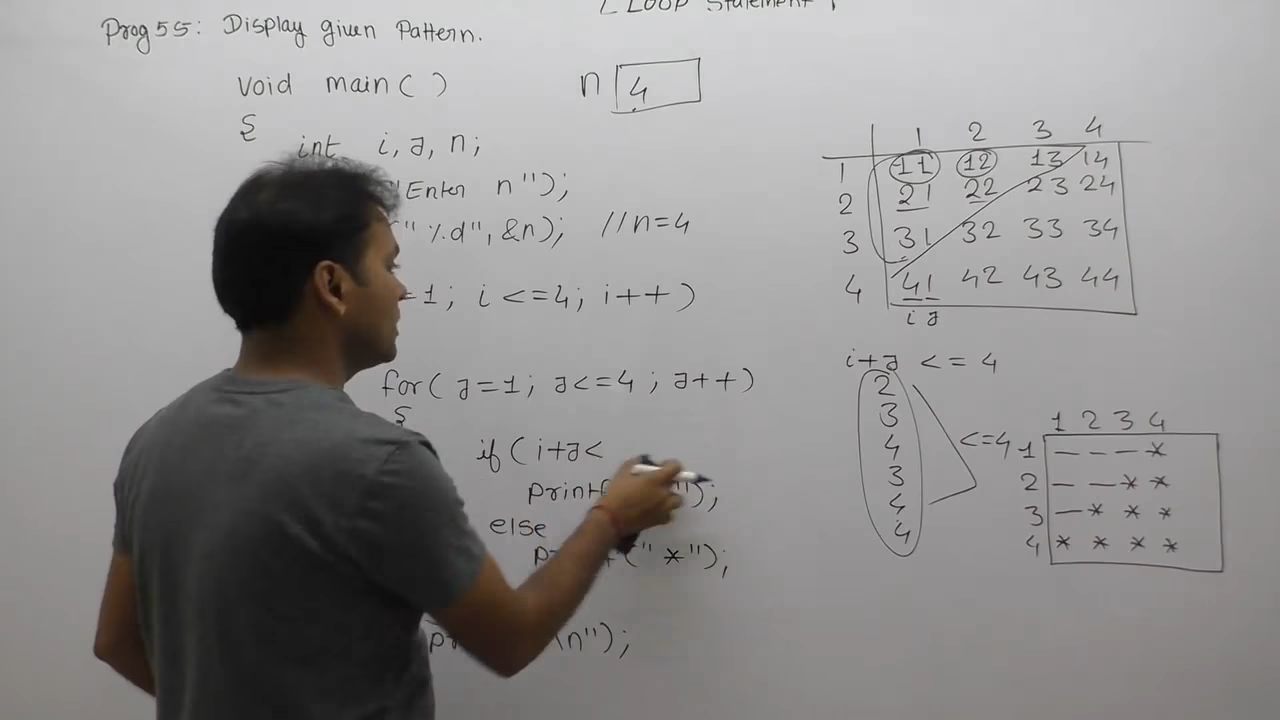 C LOOP Statement
Prog 55: Display given Pattern.
void main( )
n 4
{
int i, J, n;
"Enter n");
(" %d", &n); //n=4
=1; i <=4; i++)
for( J=1; J<=4 ; J++)
{
if ( i+J<
printf ");
else
("*");
\n");
1 2 3 4
1 11 12 13 14
2 21 22 23 24
3 31 32 33 34
4 41 42 43 44
i J
i+J <= 4
2
3
4
3
4
4
<=4
1 2 3 4
1 — — — *
2 — — * *
3 — * * *
4 * * * *